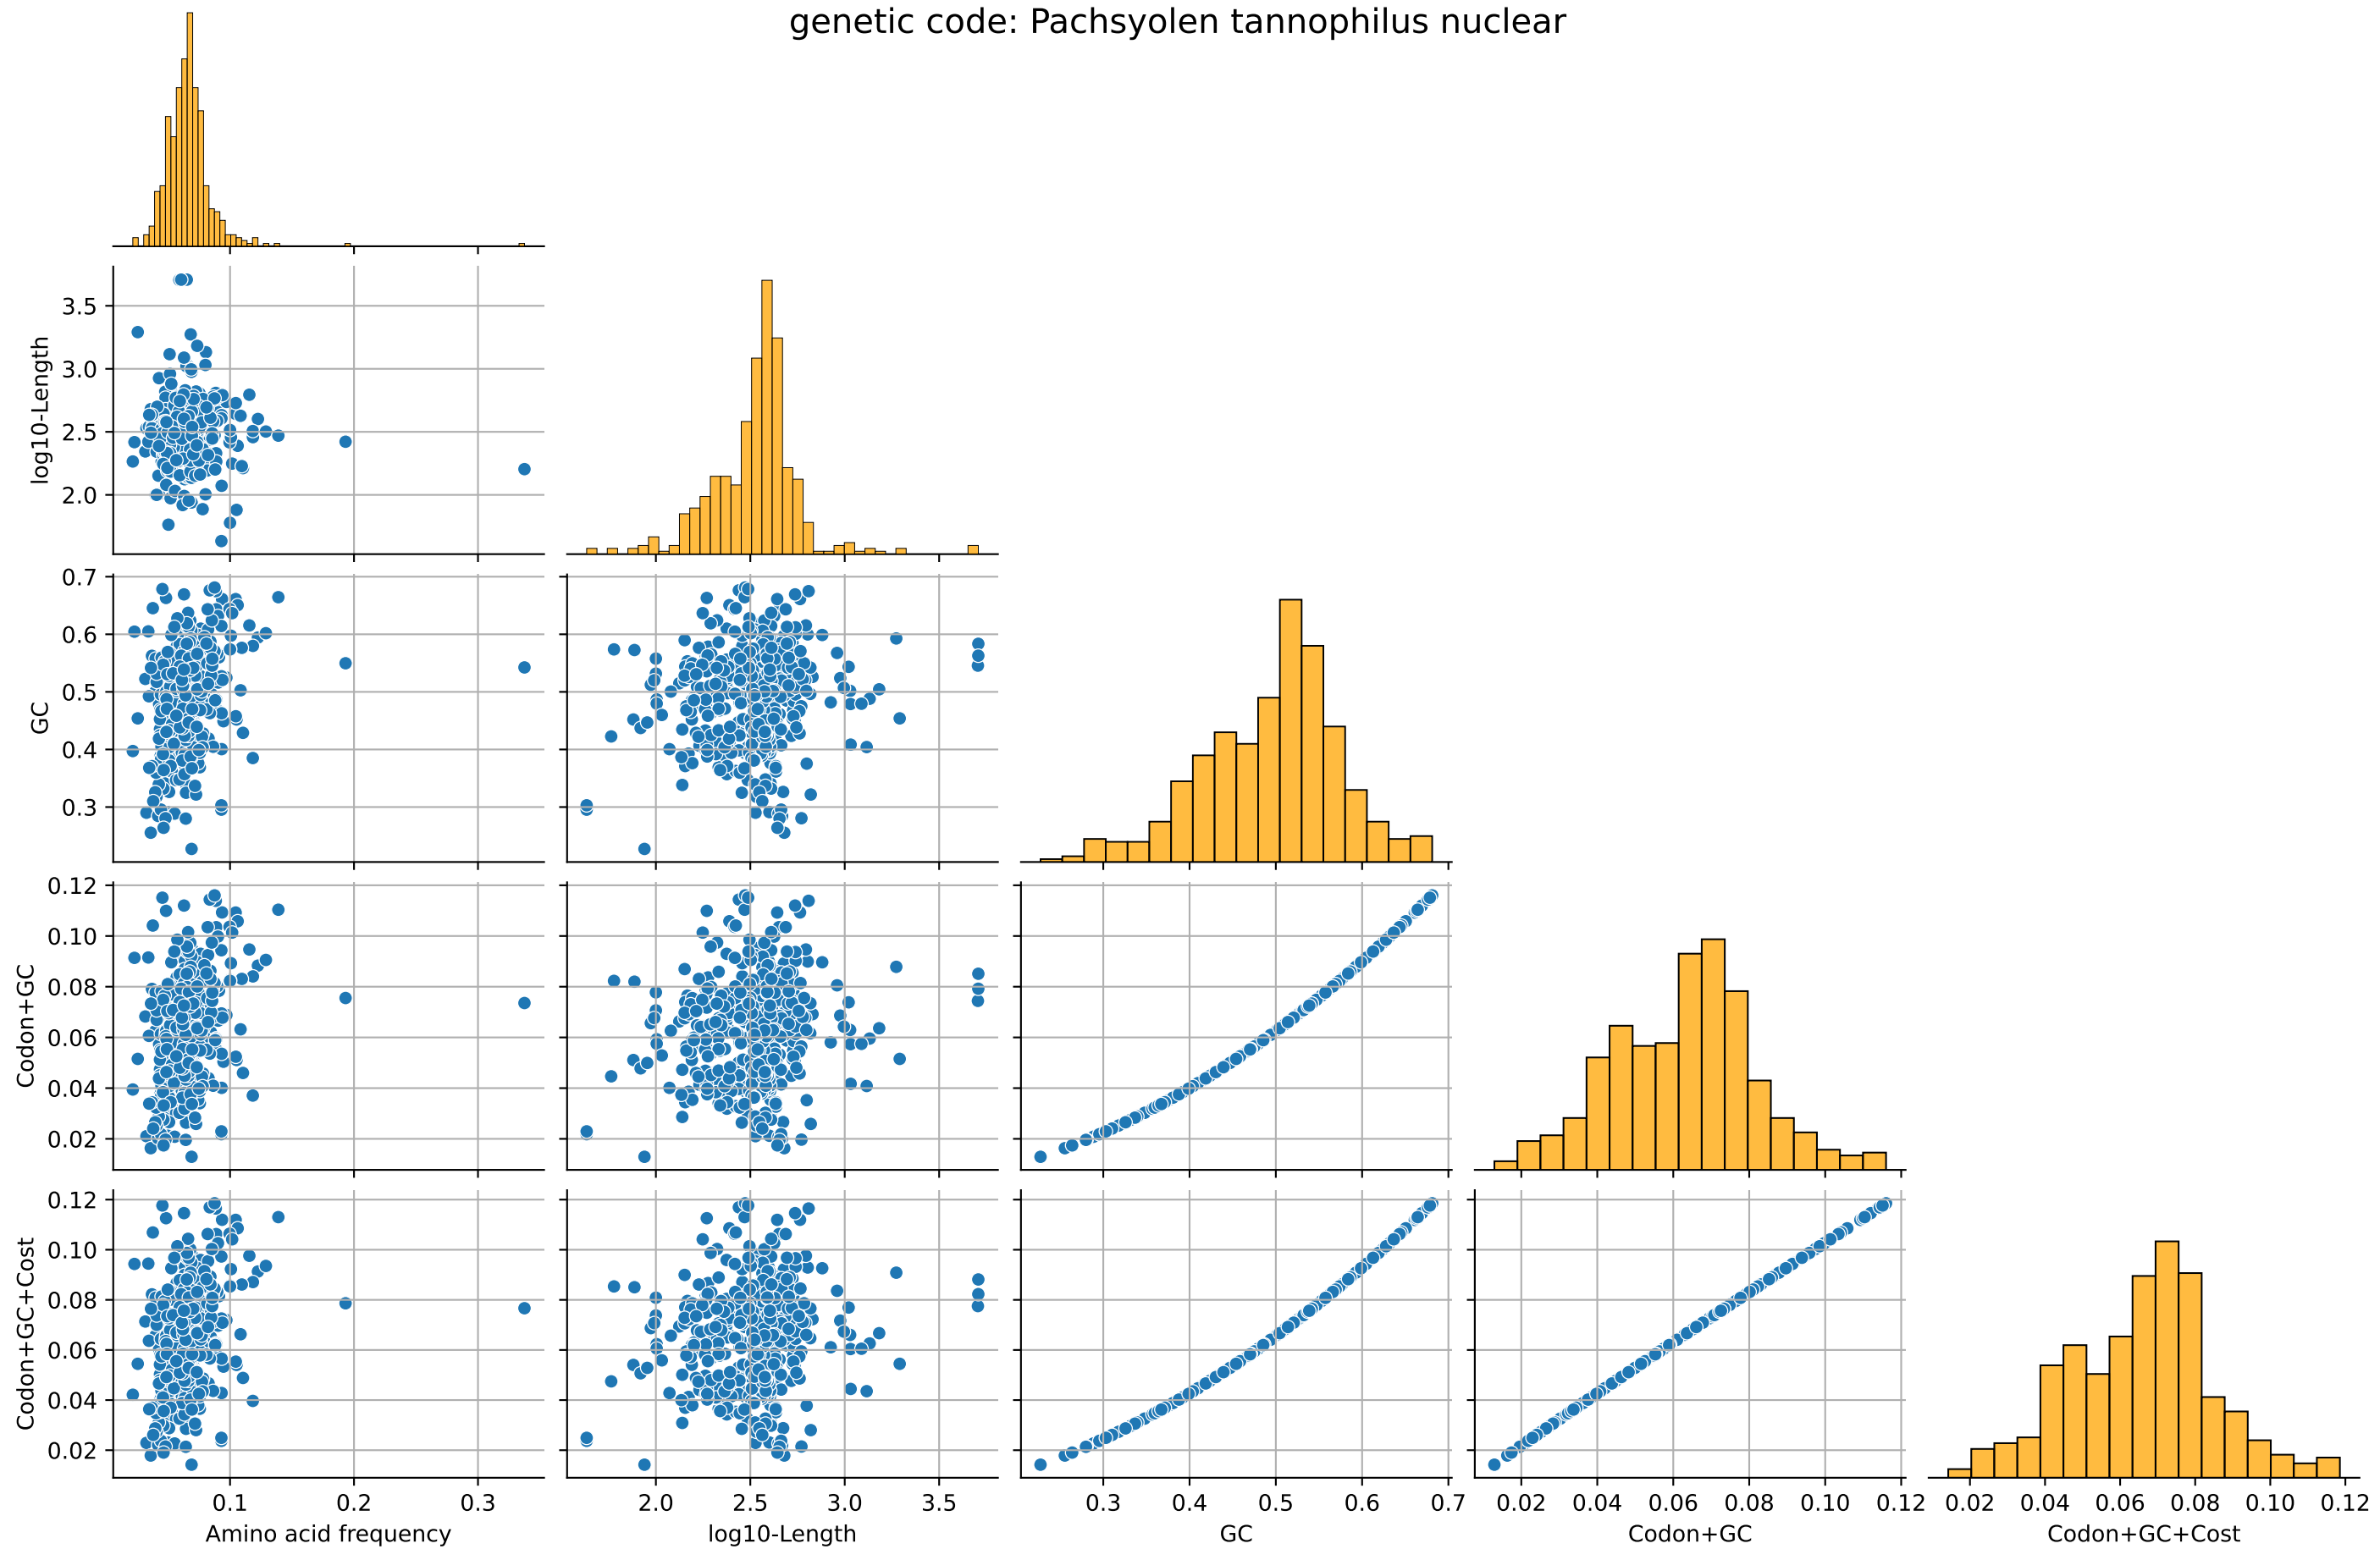 genetic code: Pachsyolen tannophilus nuclear
log10-Length
3.5
3.0
2.5
2.0
GC
0.7
0.6
0.5
0.4
0.3
Codon+GC
0.12
0.10
0.08
0.06
0.04
0.02
Codon+GC+Cost
0.12
0.10
0.08
0.06
0.04
0.02
0.1 0.2 0.3
Amino acid frequency
2.0 2.5 3.0 3.5
log10-Length
0.3 0.4 0.5 0.6 0.7
GC
0.02 0.04 0.06 0.08 0.10 0.12
Codon+GC
0.02 0.04 0.06 0.08 0.10 0.12
Codon+GC+Cost